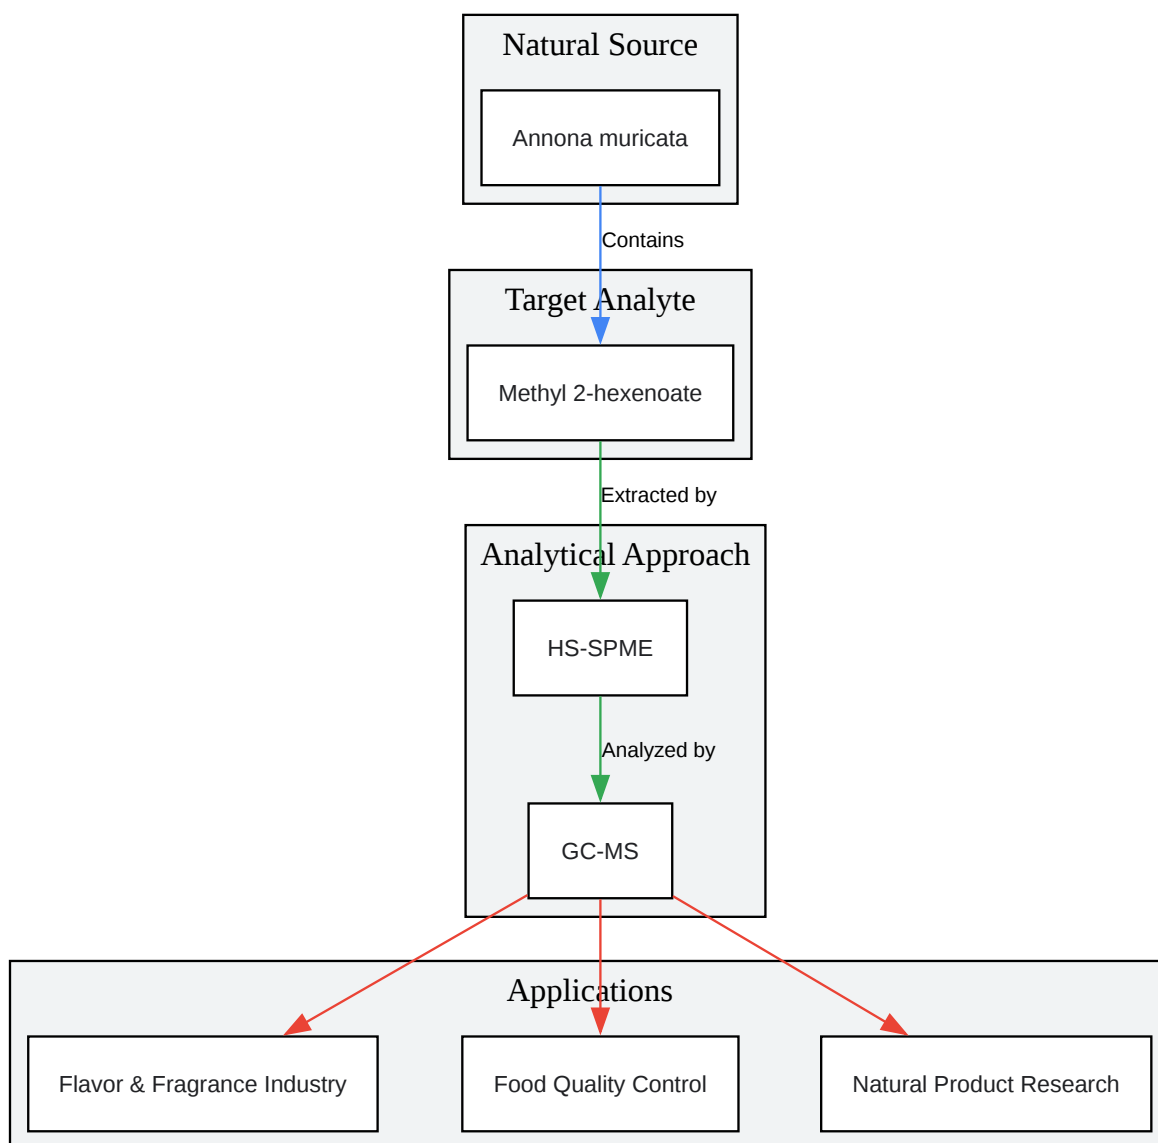 Natural Source
Annona muricata
Contains
Target Analyte
Methyl 2-hexenoate
Extracted by
Analytical Approach
HS-SPME
Analyzed by
GC-MS
Applications
Flavor & Fragrance Industry
Food Quality Control
Natural Product Research